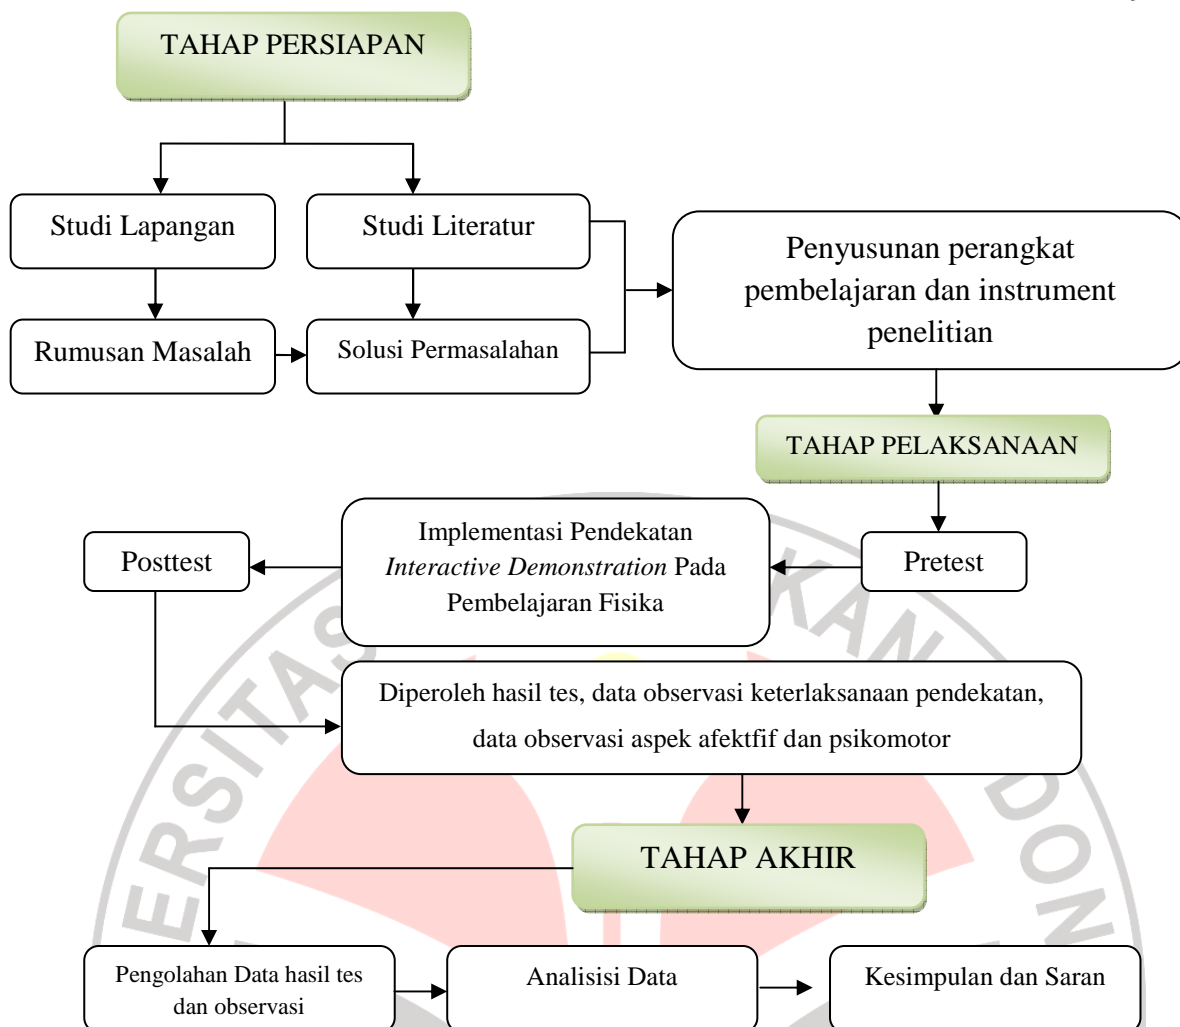 TAHAP PERSIAPAN
Studi Lapangan
Studi Literatur
Penyusunan perangkat
pembelajaran dan instrument
penelitian
Rumusan Masalah
Solusi Permasalahan
TAHAP PELAKSANAAN
Posttest
Implementasi Pendekatan
Interactive Demonstration Pada
Pembelajaran Fisika
Pretest
Diperoleh hasil tes, data observasi keterlaksanaan pendekatan,
data observasi aspek afektfif dan psikomotor
TAHAP AKHIR
Pengolahan Data hasil tes
dan observasi
Analisisi Data
Kesimpulan dan Saran